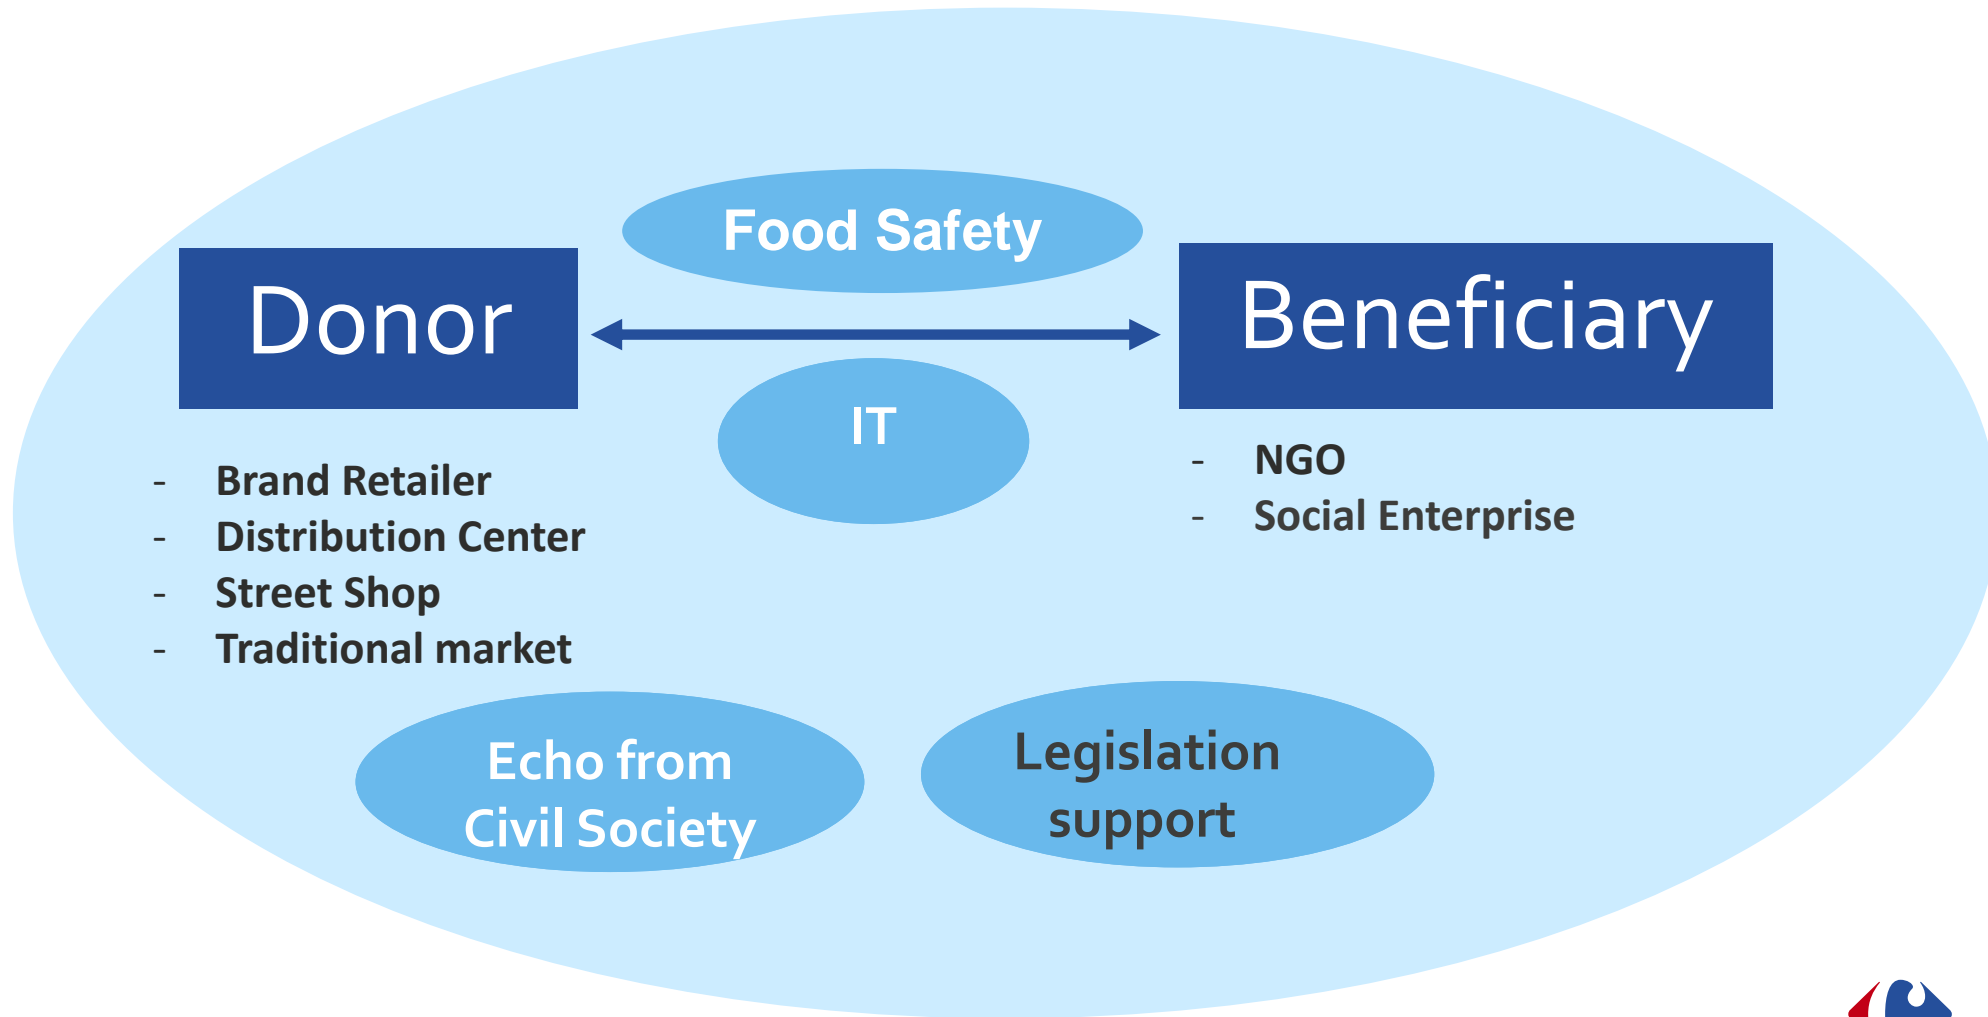 Food Safety
Donor
Beneficiary
IT
- Brand Retailer
- Distribution Center
- Street Shop
- Traditional market
- NGO
- Social Enterprise
Echo from
Civil Society
Legislation
support